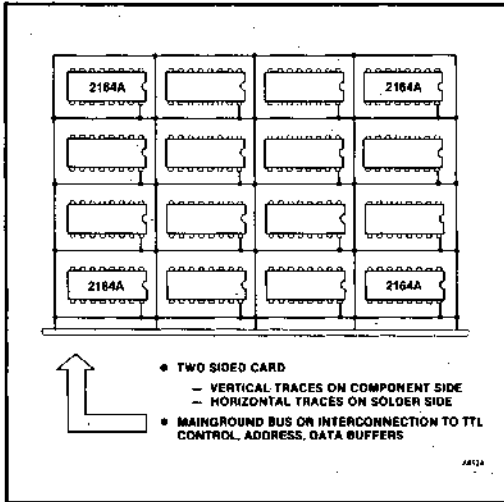 2164A 2164A
2164A 2164A
• TWO SIDED CARD
— VERTICAL TRACES ON COMPONENT SIDE
— HORIZONTAL TRACES ON SOLDER SIDE
• MAINGROUND BUS OR INTERCONNECTION TO TTL
CONTROL, ADDRESS, DATA BUFFERS